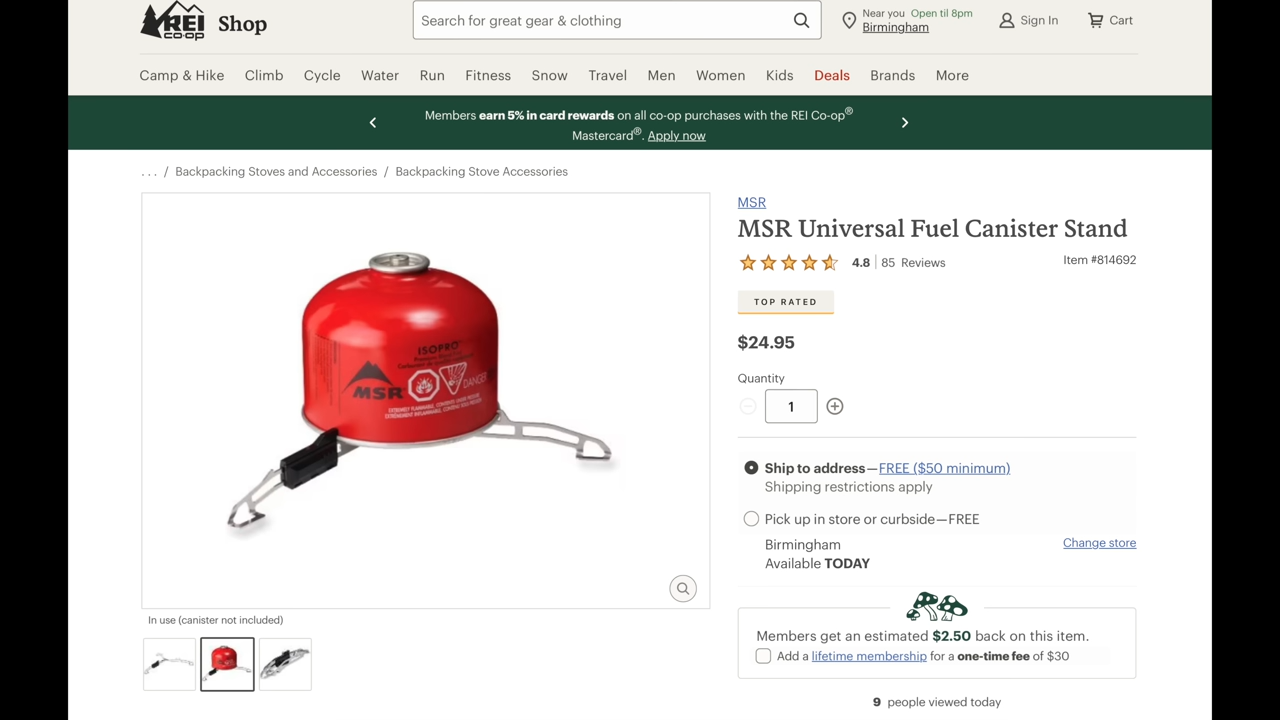 REI
CO·OP
Shop
Search for great gear & clothing
Near you Open til 8pm
Birmingham
Sign In
Cart
Camp & Hike Climb Cycle Water Run Fitness Snow Travel Men Women Kids Deals Brands More
Members earn 5% in card rewards on all co-op purchases with the REI Co-op®
Mastercard®. Apply now
. . . / Backpacking Stoves and Accessories / Backpacking Stove Accessories
MSR
MSR Universal Fuel Canister Stand
4.8 85 Reviews
Item #814692
TOP RATED
$24.95
Quantity
1
Ship to address—FREE ($50 minimum)
Shipping restrictions apply
Pick up in store or curbside—FREE
Birmingham
Change store
Available TODAY
Members get an estimated $2.50 back on this item.
Add a lifetime membership for a one-time fee of $30
9 people viewed today
ISOPRO
MSR
DANGER
In use (canister not included)